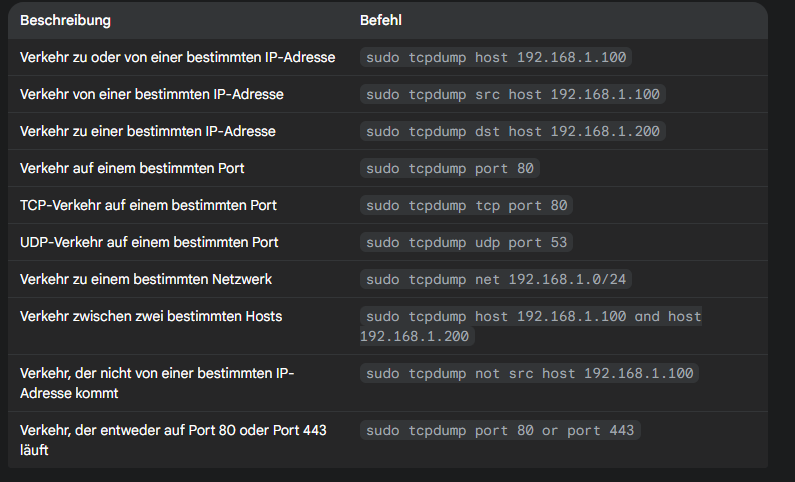 Beschreibung Befehl
Verkehr zu oder von einer bestimmten IP-Adresse sudo tcpdump host 192.168.1.100
Verkehr von einer bestimmten IP-Adresse sudo tcpdump src host 192.168.1.100
Verkehr zu einer bestimmten IP-Adresse sudo tcpdump dst host 192.168.1.200
Verkehr auf einem bestimmten Port sudo tcpdump port 80
TCP-Verkehr auf einem bestimmten Port sudo tcpdump tcp port 80
UDP-Verkehr auf einem bestimmten Port sudo tcpdump udp port 53
Verkehr zu einem bestimmten Netzwerk sudo tcpdump net 192.168.1.0/24
Verkehr zwischen zwei bestimmten Hosts sudo tcpdump host 192.168.1.100 and host
192.168.1.200
Verkehr, der nicht von einer bestimmten IP- sudo tcpdump not src host 192.168.1.100
Adresse kommt
Verkehr, der entweder auf Port 80 oder Port 443 sudo tcpdump port 80 or port 443
läuft